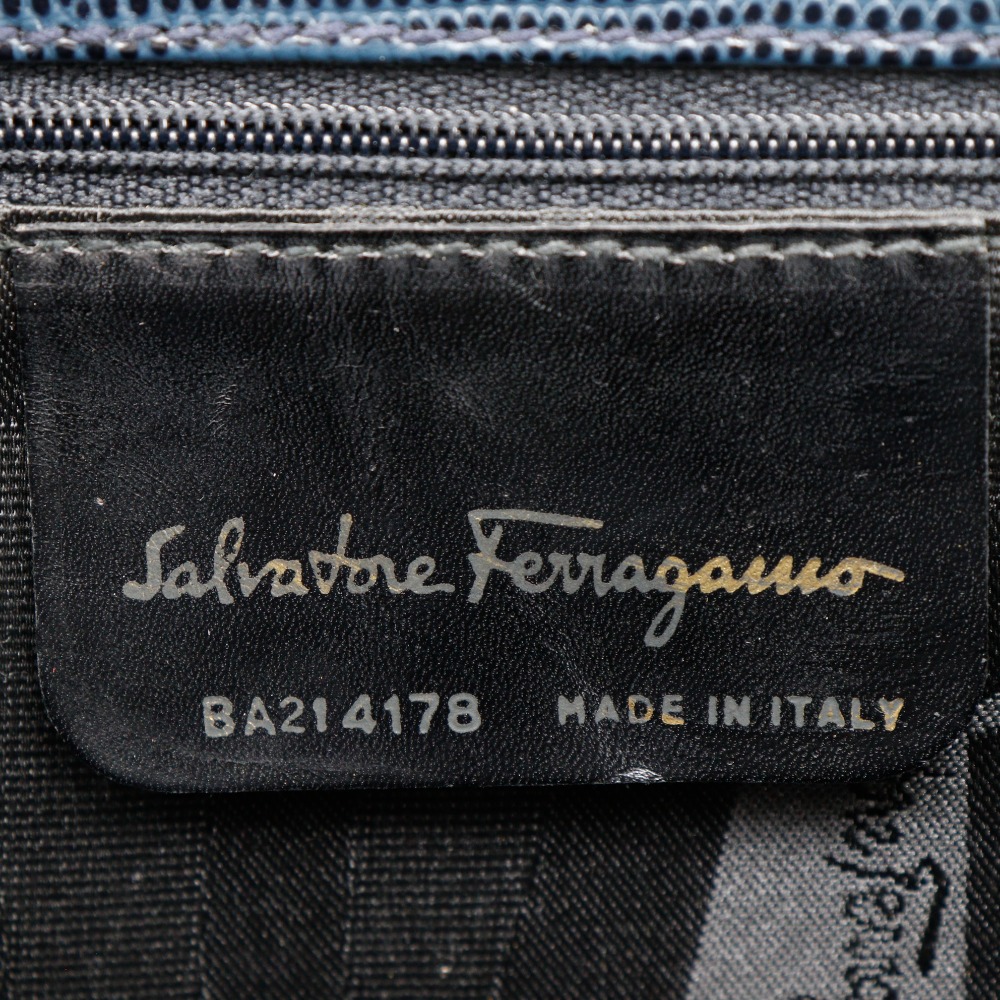 Salvatore Ferragamo
BA214178 MADE IN ITALY